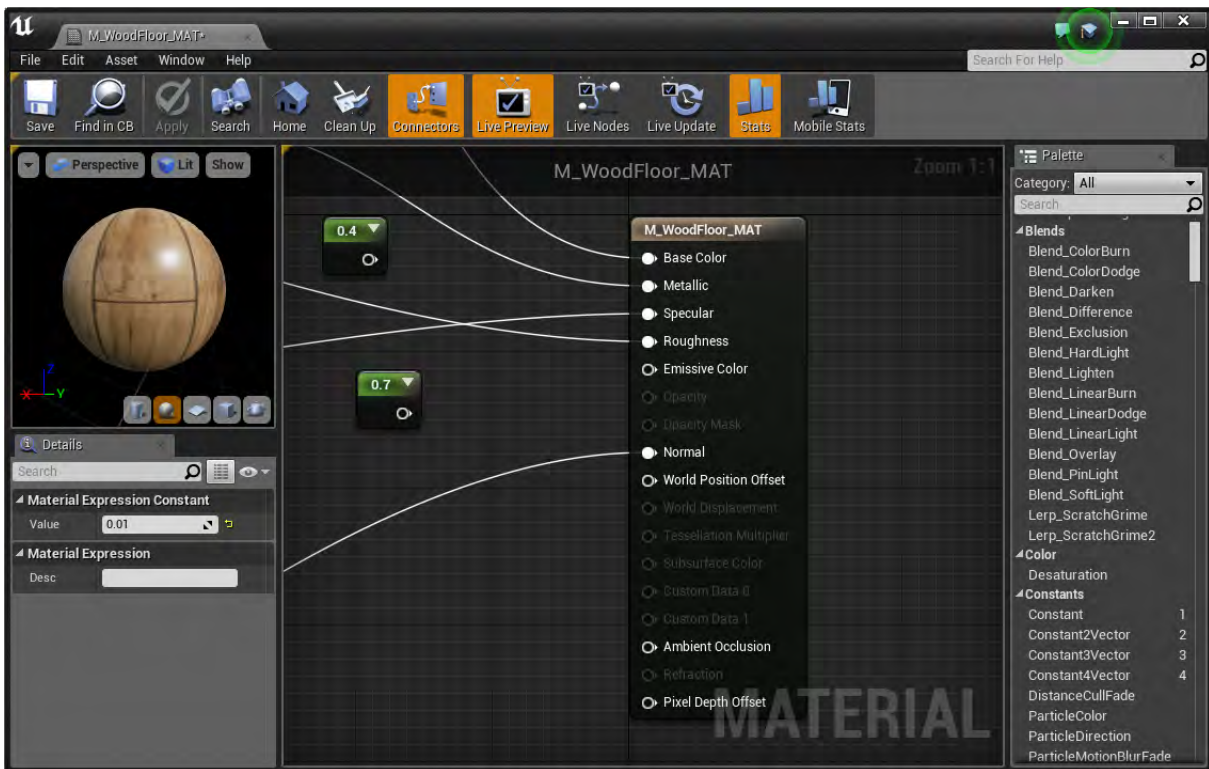 M_WoodFloor_MAT*
File Edit Asset Window Help
Search For Help
Save Find in CB Apply Search Home Clean Up Connectors Live Preview Live Nodes Live Update Stats Mobile Stats
Perspective Lit Show
Z
X Y
Details
Search
Material Expression Constant
Value 0.01
Material Expression
Desc
M_WoodFloor_MAT
Zoom 1:1
0.4
0.7
M_WoodFloor_MAT
Base Color
Metallic
Specular
Roughness
Emissive Color
Opacity
Opacity Mask
Normal
World Position Offset
World Displacement
Tessellation Multiplier
Subsurface Color
Custom Data 0
Custom Data 1
Ambient Occlusion
Refraction
Pixel Depth Offset
MATERIAL
Palette
Category: All
Search
Blends
Blend_ColorBurn
Blend_ColorDodge
Blend_Darken
Blend_Difference
Blend_Exclusion
Blend_HardLight
Blend_Lighten
Blend_LinearBurn
Blend_LinearDodge
Blend_LinearLight
Blend_Overlay
Blend_PinLight
Blend_SoftLight
Lerp_ScratchGrime
Lerp_ScratchGrime2
Color
Desaturation
Constants
Constant 1
Constant2Vector 2
Constant3Vector 3
Constant4Vector 4
DistanceCullFade
ParticleColor
ParticleDirection
ParticleMotionBlurFade